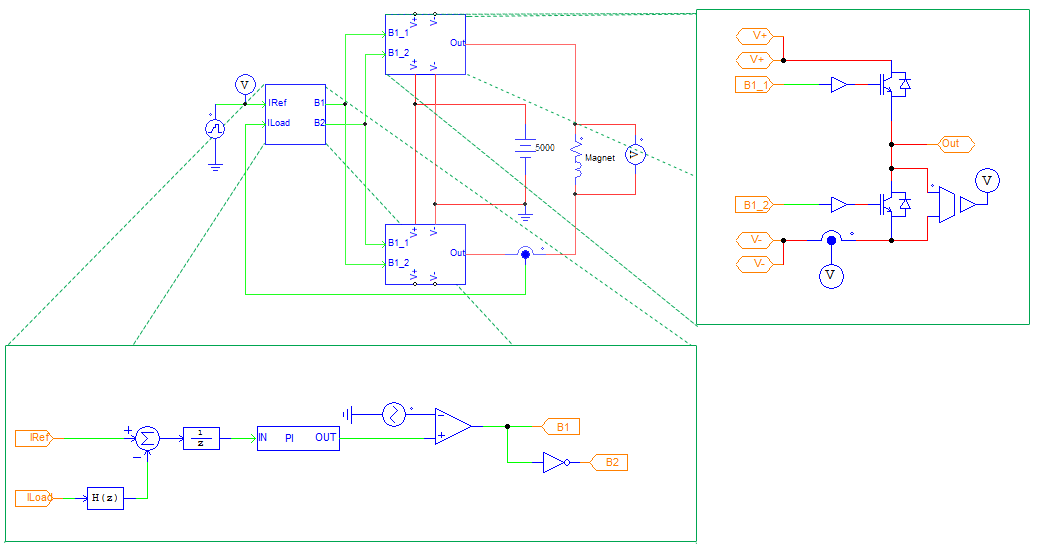 V+ V-
B1_1
B1_2
Out
V+ V-
V
IRef B1
ILoad B2
5000
Magnet
V
V+ V-
B1_1
B1_2
Out
V+ V-
V+
V+
B1_1
Out
V
B1_2
V-
V-
V
IRef
+
Σ
−
1
z
IN PI OUT
−
+
B1
B2
ILoad
H(z)